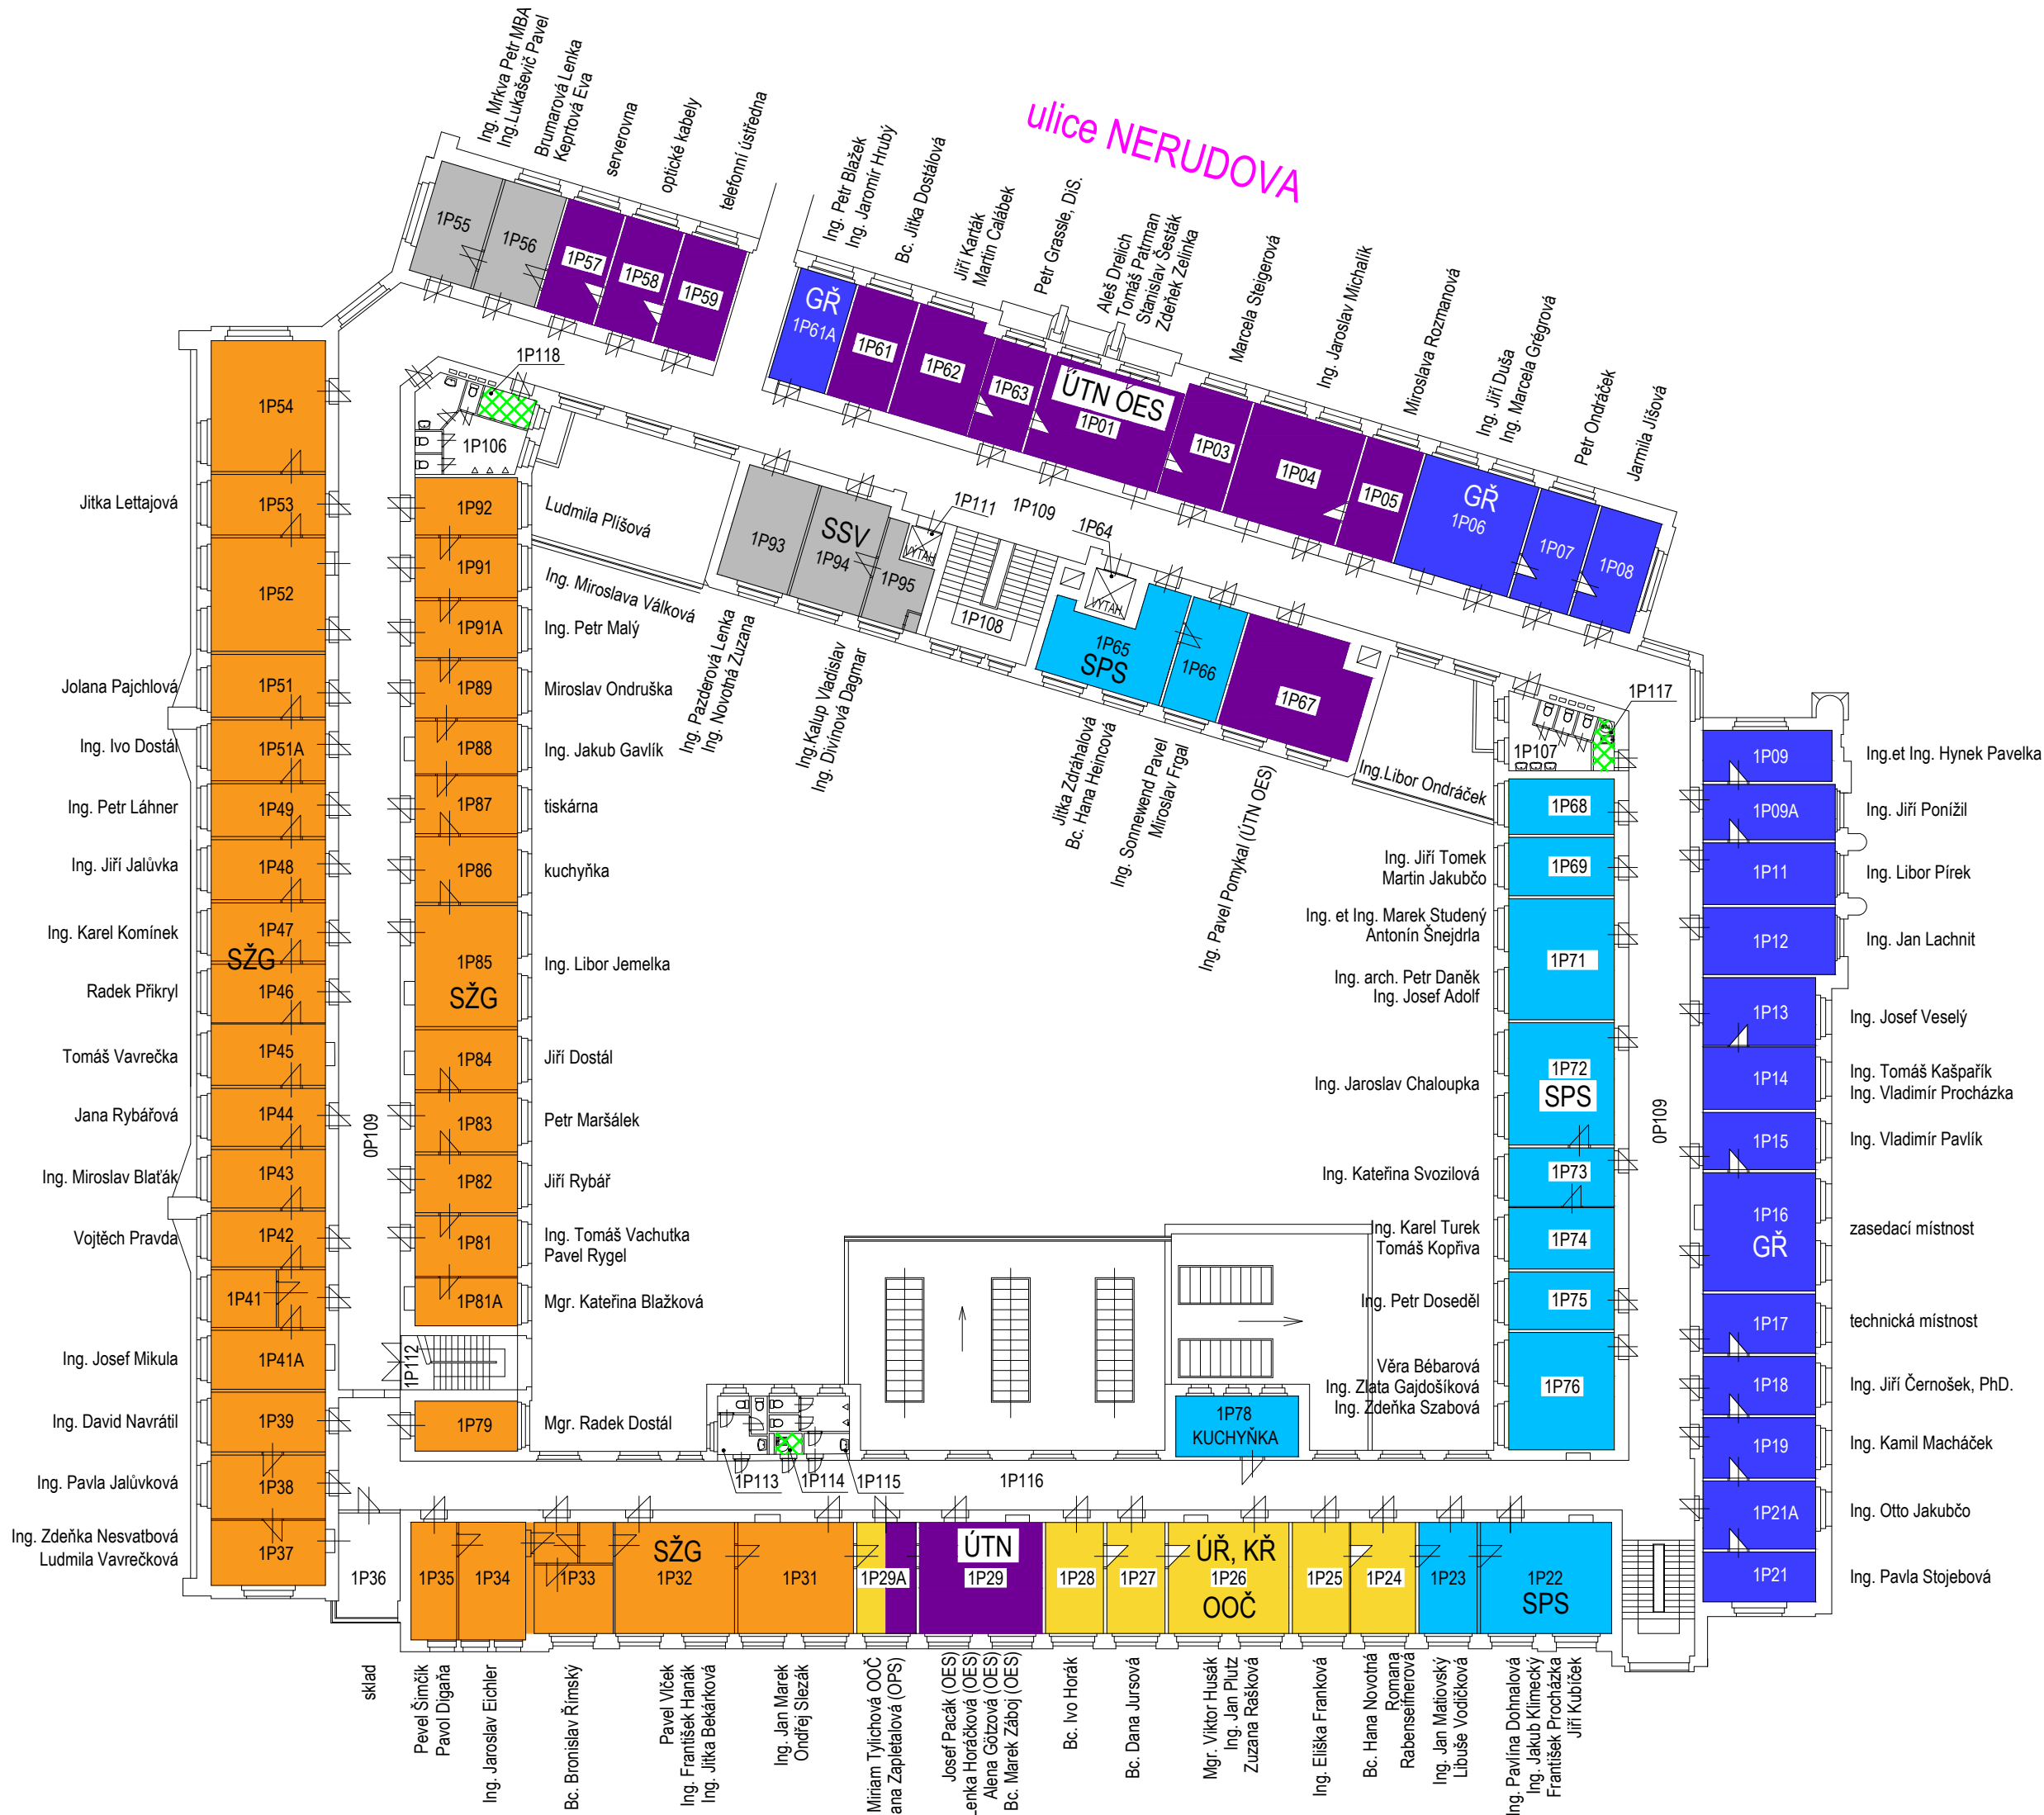 Ing. Mrkva Petr MBA
Ing.Lukaševič Pavel
Brumarová Lenka
Keprtová Eva
serverovna
optické kabely
telefonní ústředna
Ing. Petr Blažek
Ing. Jaromír Hrubý
Bc. Jitka Dostálová
Jiří Karták
Martin Calábek
Petr Grassle, DiS.
Aleš Drelich
Tomáš Patrman
Stanislav Šesták
Zdeněk Zelinka
Marcela Steigerová
Ing. Jaroslav Michalík
Miroslava Rozmanová
Ing. Jiří Duša
Ing. Marcela Grégrová
Petr Ondráček
Jarmila Jíšová
ulice NERUDOVA
1P55
1P56
1P57
1P58
1P59
GŘ
1P61A
1P61
1P62
1P63
ÚTN OES
1P01
1P03
1P04
1P05
GŘ
1P06
1P07
1P08
1P118
1P106
1P93
SSV
1P94
1P95
1P111
VÝTAH
1P109
1P108
1P64
VÝTAH
1P65
SPS
1P66
1P67
1P117
1P107
Ing. Pazderová Lenka
Ing. Novotná Zuzana
Ing.Kalup Vladislav
Ing. Divínová Dagmar
Jitka Zdráhalová
Bc. Hana Heincová
Ing. Sonnewend Pavel
Miroslav Frgal
Ing. Pavel Pomykal (ÚTN OES)
Ing.Libor Ondráček
1P54
Jitka Lettajová
1P53
1P52
Jolana Pajchlová
1P51
Ing. Ivo Dostál
1P51A
Ing. Petr Láhner
1P49
Ing. Jiří Jalůvka
1P48
Ing. Karel Komínek
1P47
SŽG
Radek Přikryl
1P46
Tomáš Vavrečka
1P45
Jana Rybářová
1P44
Ing. Miroslav Blaťák
1P43
Vojtěch Pravda
1P42
1P41
Ing. Josef Mikula
1P41A
Ing. David Navrátil
1P39
Ing. Pavla Jalůvková
1P38
Ing. Zdeňka Nesvatbová
Ludmila Vavrečková
1P37
0P109
1P112
1P92
Ludmila Plíšová
1P91
Ing. Miroslava Válková
1P91A
Ing. Petr Malý
1P89
Miroslav Ondruška
1P88
Ing. Jakub Gavlík
1P87
tiskárna
1P86
kuchyňka
1P85
SŽG
Ing. Libor Jemelka
1P84
Jiří Dostál
1P83
Petr Maršálek
1P82
Jiří Rybář
1P81
Ing. Tomáš Vachutka
Pavel Rygel
1P81A
Mgr. Kateřina Blažková
1P79
Mgr. Radek Dostál
1P68
Ing. Jiří Tomek
Martin Jakubčo
1P69
Ing. et Ing. Marek Studený
Antonín Šnejdrla
1P71
Ing. arch. Petr Daněk
Ing. Josef Adolf
Ing. Jaroslav Chaloupka
1P72
SPS
Ing. Kateřina Svozilová
1P73
Ing. Karel Turek
Tomáš Kopřiva
1P74
Ing. Petr Doseděl
1P75
Věra Bébarová
Ing. Zlata Gajdošíková
Ing. Zdeňka Szabová
1P76
0P109
1P09
Ing.et Ing. Hynek Pavelka
1P09A
Ing. Jiří Ponížil
1P11
Ing. Libor Pírek
1P12
Ing. Jan Lachnit
1P13
Ing. Josef Veselý
1P14
Ing. Tomáš Kašpařík
Ing. Vladimír Procházka
1P15
Ing. Vladimír Pavlík
1P16
GŘ
zasedací místnost
1P17
technická místnost
1P18
Ing. Jiří Černošek, PhD.
1P19
Ing. Kamil Macháček
1P21A
Ing. Otto Jakubčo
1P21
Ing. Pavla Stojebová
1P78
KUCHYŇKA
1P113
1P114
1P115
1P116
1P36
1P35
1P34
1P33
SŽG
1P32
1P31
1P29A
ÚTN
1P29
1P28
1P27
ÚŘ, KŘ
1P26
OOČ
1P25
1P24
1P23
1P22
SPS
sklad
Pevel Šimčík
Pavol Digaňa
Ing. Jaroslav Eichler
Bc. Bronislav Římský
Pavel Vlček
Ing. František Hanák
Ing. Jitka Bekárková
Ing. Jan Marek
Ondřej Slezák
Miriam Tylichová OOČ
ana Zapletalová (OPS)
Josef Pacák (OES)
enka Horáčková (OES)
Alena Götzová (OES)
Bc. Marek Záboj (OES)
Bc. Ivo Horák
Bc. Dana Jursová
Mgr. Viktor Husák
Ing. Jan Plutz
Zuzana Rašková
Ing. Eliška Franková
Bc. Hana Novotná
Romana
Rabenseifnerová
Ing. Jan Matiovský
Libuše Vodičková
Ing. Pavlína Dohnalová
Ing. Jakub Klimecký
František Procházka
Jiří Kubíček